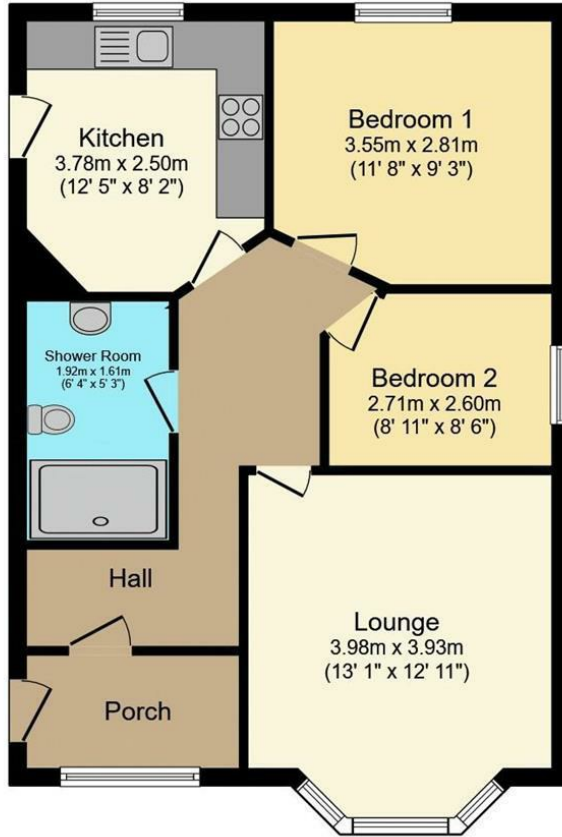 Kitchen
3.78m x 2.50m
(12' 5" x 8' 2")
Bedroom 1
3.55m x 2.81m
(11' 8" x 9' 3")
Shower Room
1.92m x 1.61m
(6' 4" x 5' 3")
Bedroom 2
2.71m x 2.60m
(8' 11" x 8' 6")
Hall
Lounge
3.98m x 3.93m
(13' 1" x 12' 11")
Porch